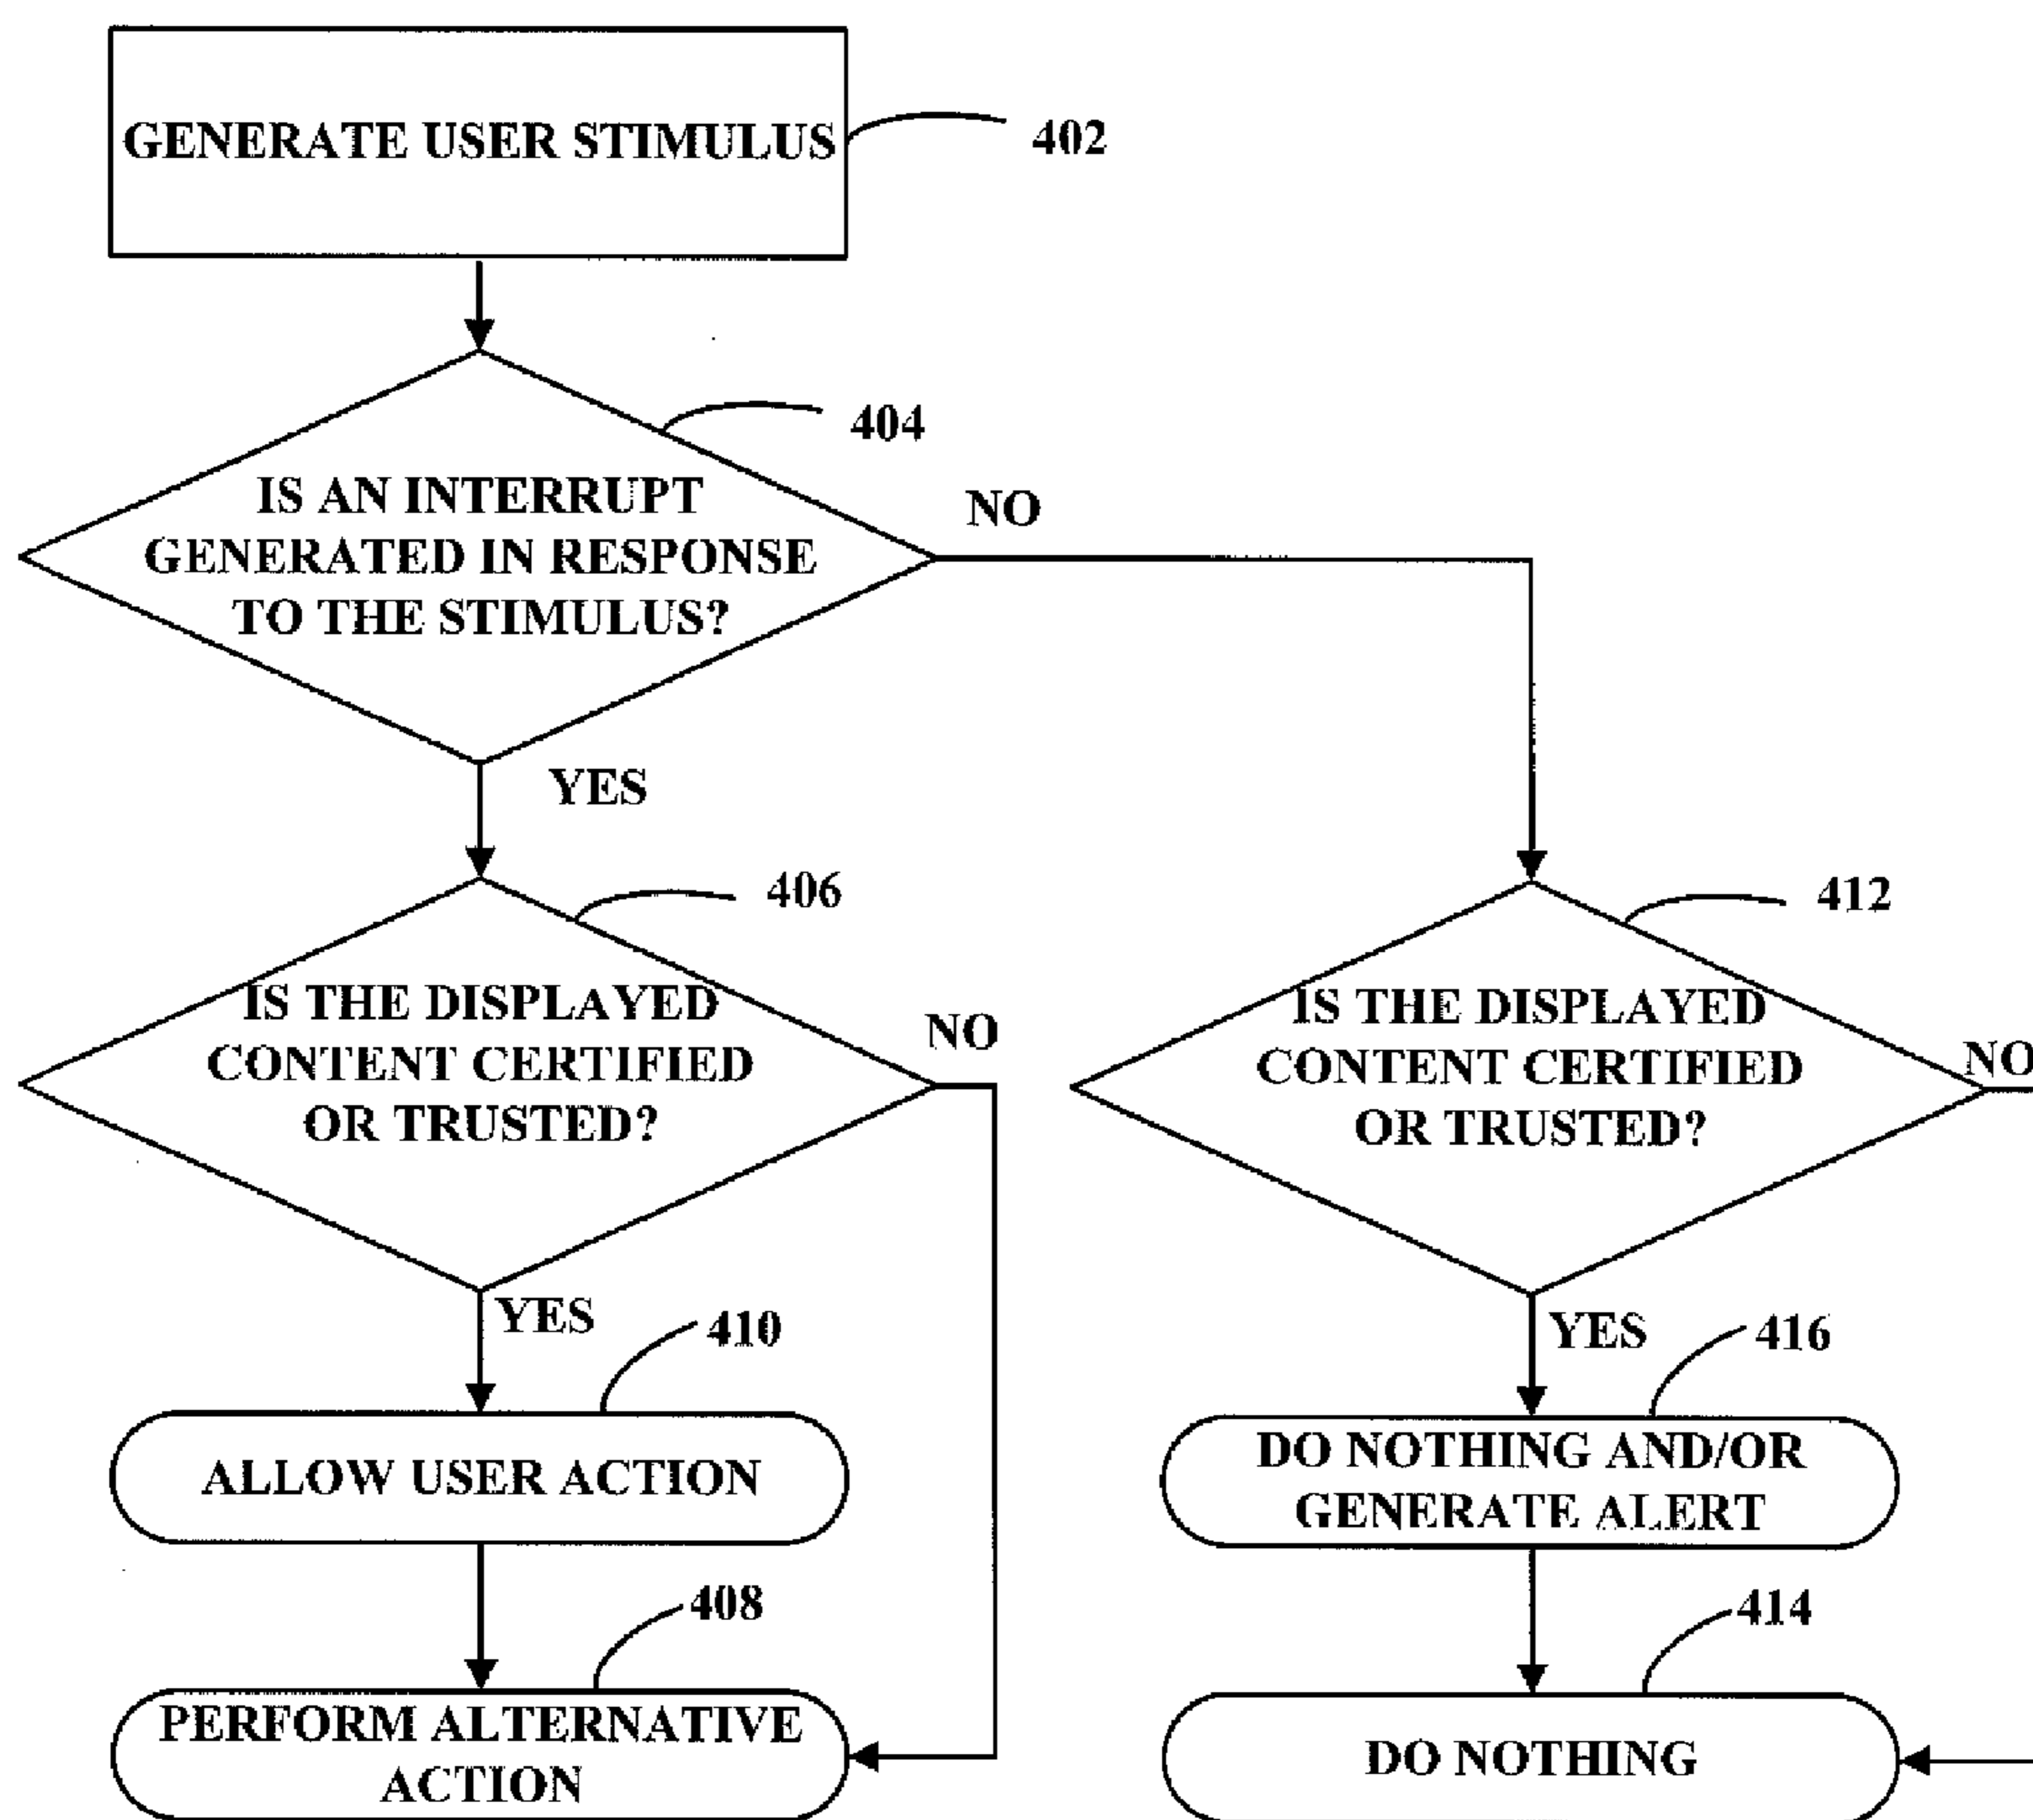 GENERATE USER STIMULUS
402
404
IS AN INTERRUPT
GENERATED IN RESPONSE
TO THE STIMULUS?
NO
YES
406
IS THE DISPLAYED
CONTENT CERTIFIED
OR TRUSTED?
NO
YES
410
ALLOW USER ACTION
408
PERFORM ALTERNATIVE
ACTION
412
IS THE DISPLAYED
CONTENT CERTIFIED
OR TRUSTED?
NO
YES
416
DO NOTHING AND/OR
GENERATE ALERT
414
DO NOTHING